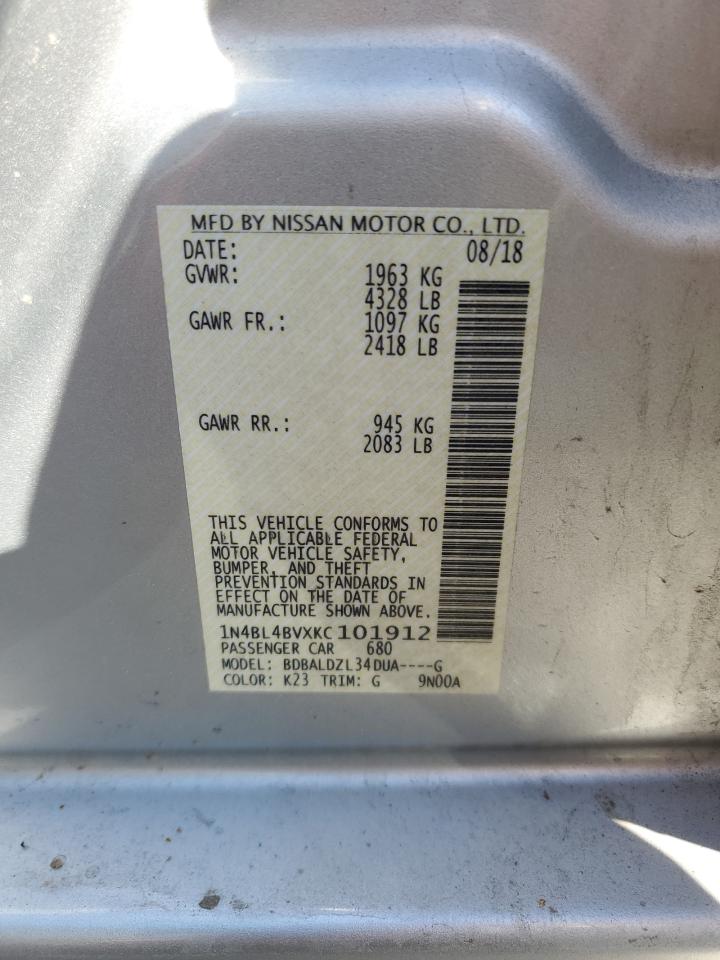 MFD BY NISSAN MOTOR CO., LTD.
DATE: 08/18
GVWR: 1963 KG
4328 LB
GAWR FR.: 1097 KG
2418 LB
GAWR RR.: 945 KG
2083 LB
THIS VEHICLE CONFORMS TO
ALL APPLICABLE FEDERAL
MOTOR VEHICLE SAFETY,
BUMPER, AND THEFT
PREVENTION STANDARDS IN
EFFECT ON THE DATE OF
MANUFACTURE SHOWN ABOVE.
1N4BL4BVXKC101912
PASSENGER CAR 680
MODEL: BDBALDZL34DUA----G
COLOR: K23 TRIM: G 9N00A